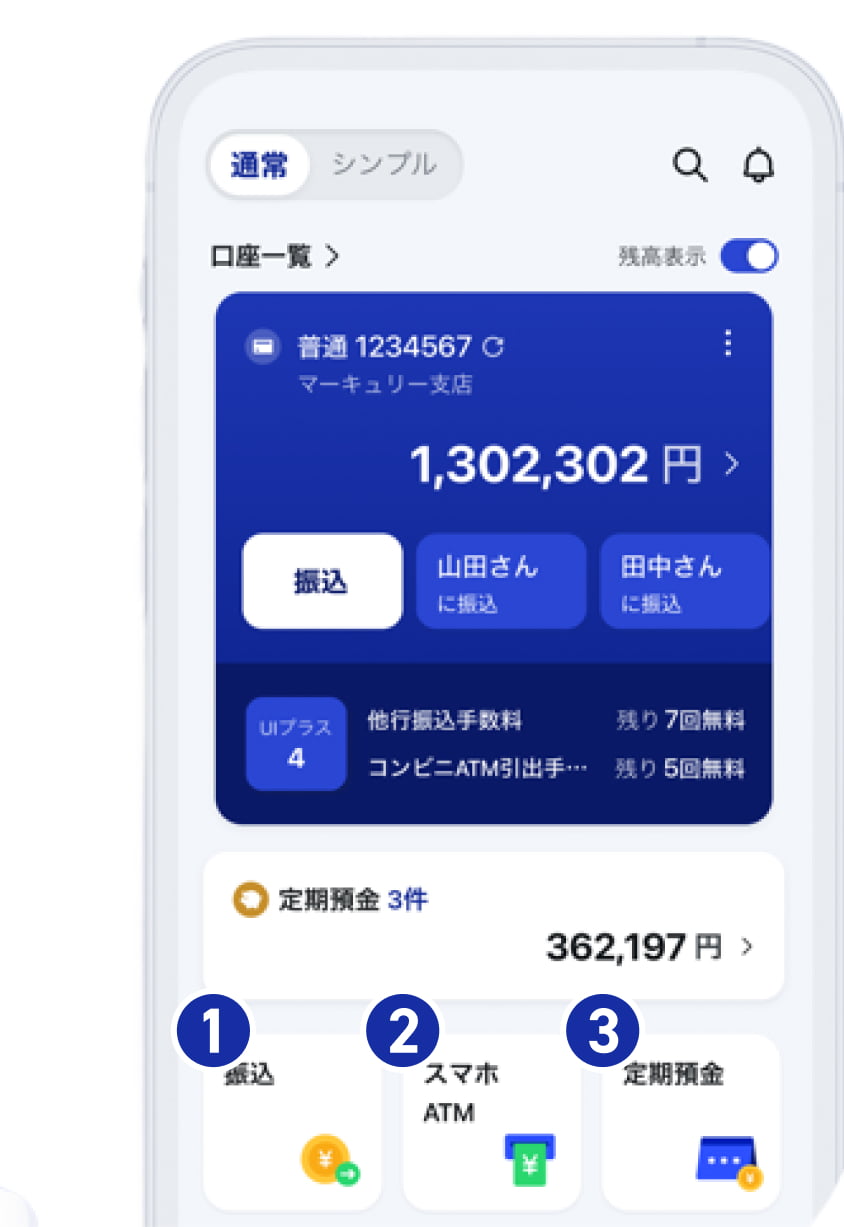 通常 シンプル
口座一覧 残高表示
普通 1234567
マーキュリー支店
1,302,302 円
振込 山田さん 田中さん
に振込 に振込
UIプラス 4
他行振込手数料 残り 7回無料
コンビニATM引出手… 残り 5回無料
定期預金 3件
362,197 円
1 2 3
振込 スマホ 定期預金
ATM
¥ ¥ ¥